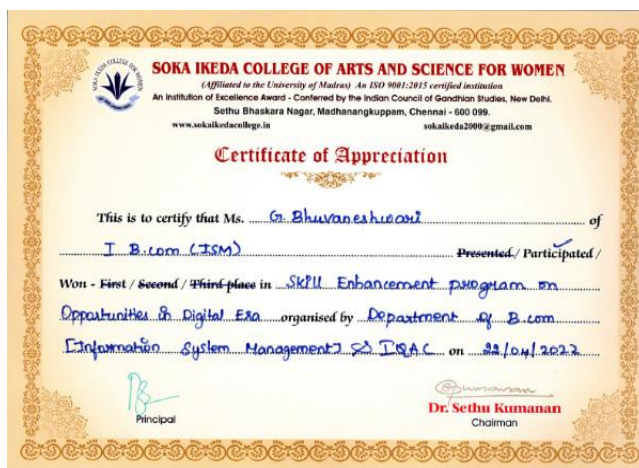 SOKA IKEDA COLLEGE OF ARTS AND SCIENCE FOR WOMEN
(Affiliated to the University of Madras) An ISO 9001:2015 certified institution
An Institution of Excellence Award - Conferred by the Indian Council of Gandhian Studies, New Delhi.
Sethu Bhaskara Nagar, Madhanangkuppam, Chennai - 600 099.
www.sokaikedacollege.in sokaikeda2000@gmail.com
Certificate of Appreciation
This is to certify that Ms. G. Bhuvaneshwari of
I B.com (ISM) Presented / Participated /
Won - First / Second / Third place in Skill Enhancement program on
Opportunities in Digital Era organised by Department of B.com
[Information System Management] & IQAC on 22/04/2022
Principal
Dr. Sethu Kumanan
Chairman